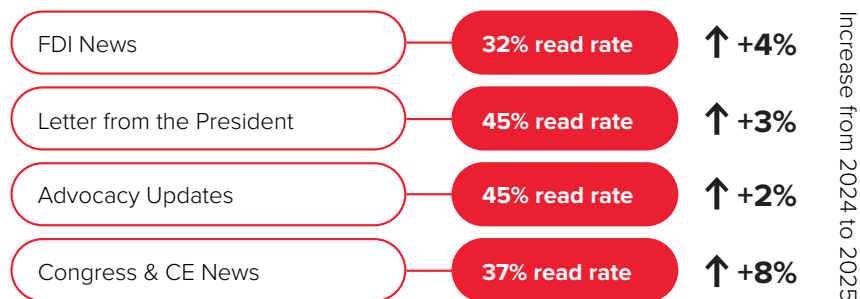 FDI News 32% read rate ↑ +4%
Letter from the President 45% read rate ↑ +3%
Advocacy Updates 45% read rate ↑ +2%
Congress & CE News 37% read rate ↑ +8%
Increase from 2024 to 2025